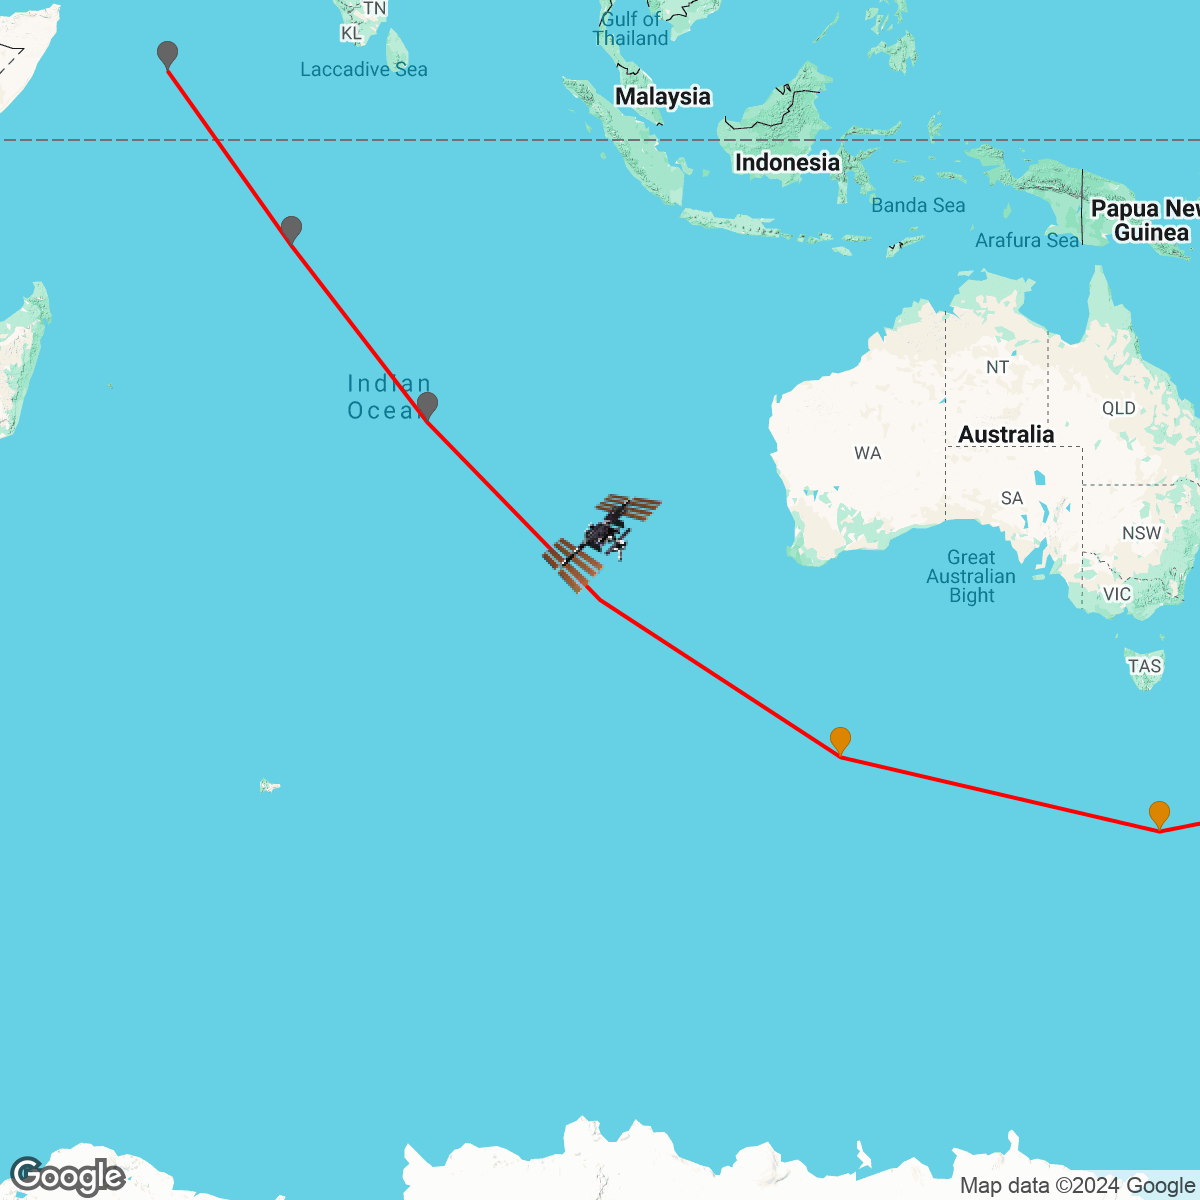 TN
KL
Laccadive Sea
Gulf of
Thailand
Malaysia
Indonesia
Banda Sea
Arafura Sea
Papua New
Guinea
Indian
Ocean
NT
QLD
Australia
WA
SA
NSW
Great
Australian
Bight
VIC
TAS
Google
Map data ©2024 Google